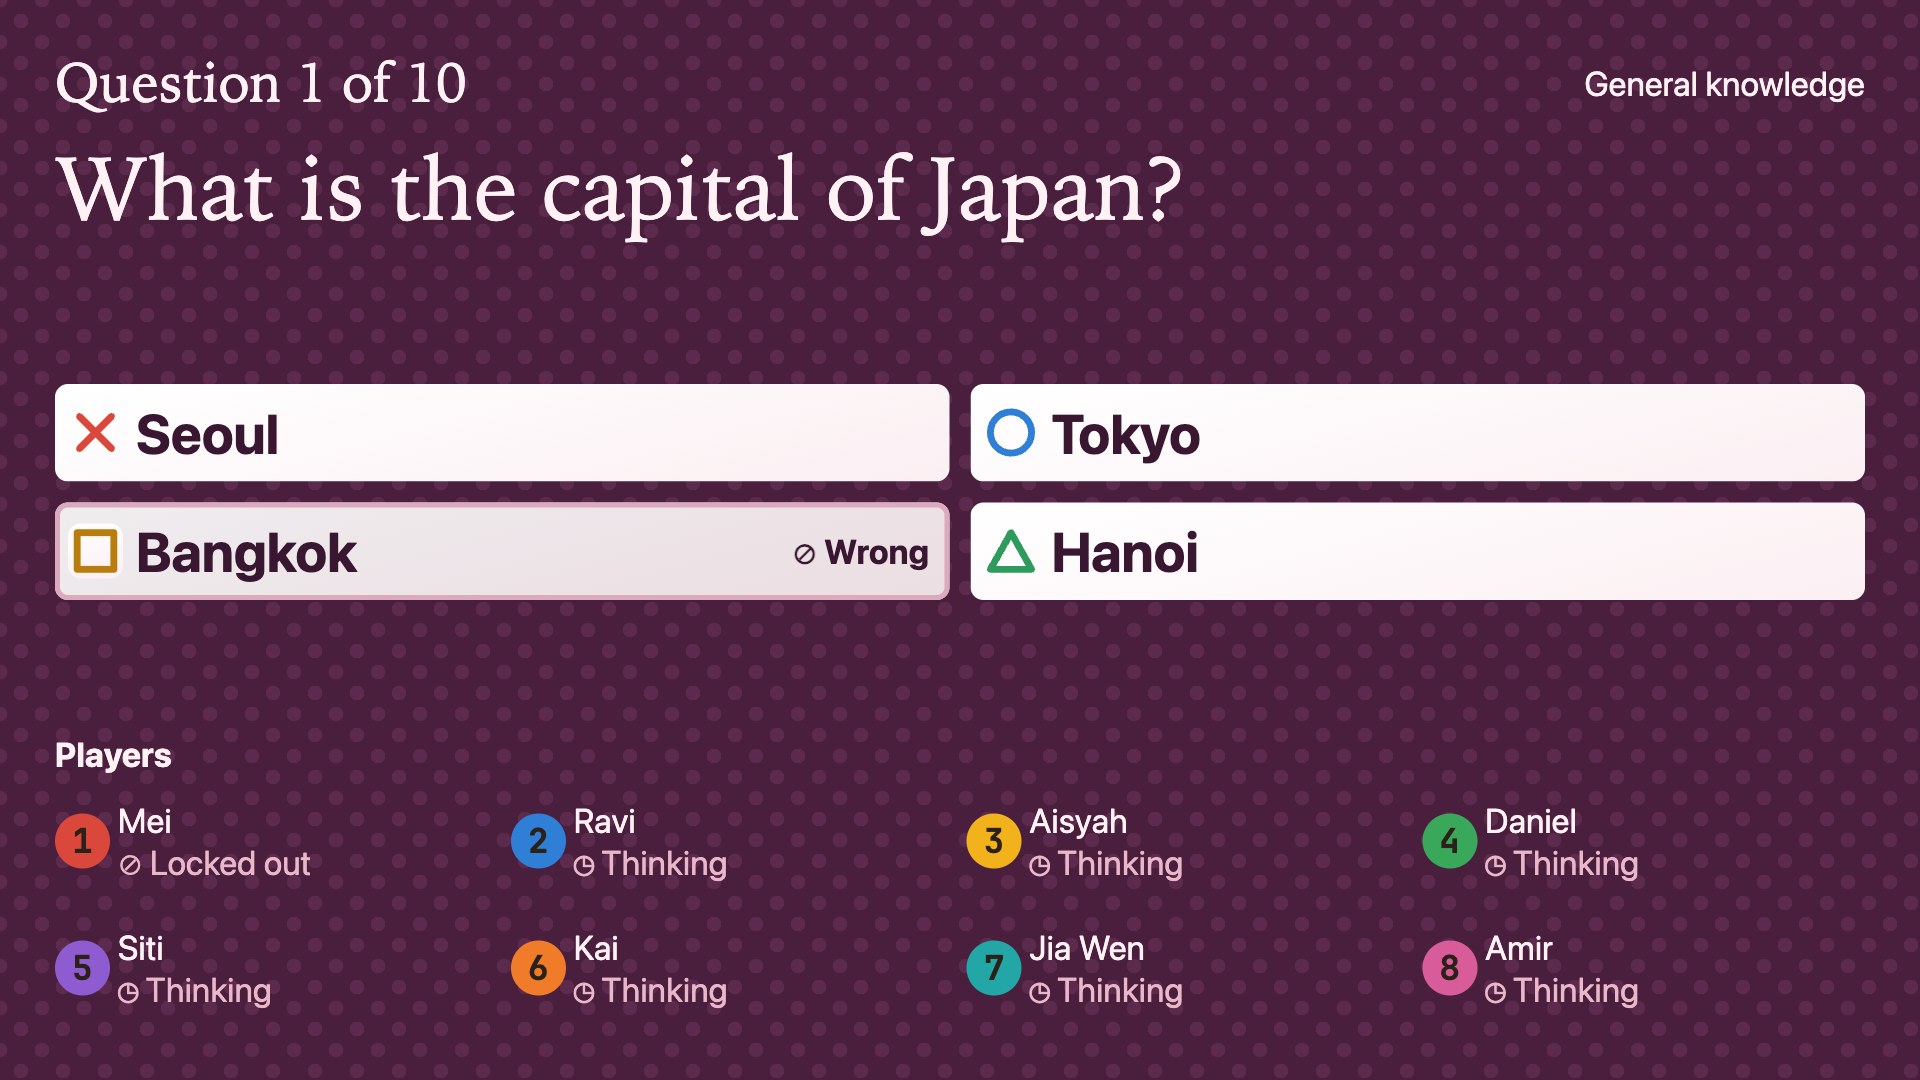 Question 1 of 10
General knowledge
What is the capital of Japan?
Seoul
Tokyo
Bangkok
Wrong
Hanoi
Players
1
Mei
Locked out
2
Ravi
Thinking
3
Aisyah
Thinking
4
Daniel
Thinking
5
Siti
Thinking
6
Kai
Thinking
7
Jia Wen
Thinking
8
Amir
Thinking